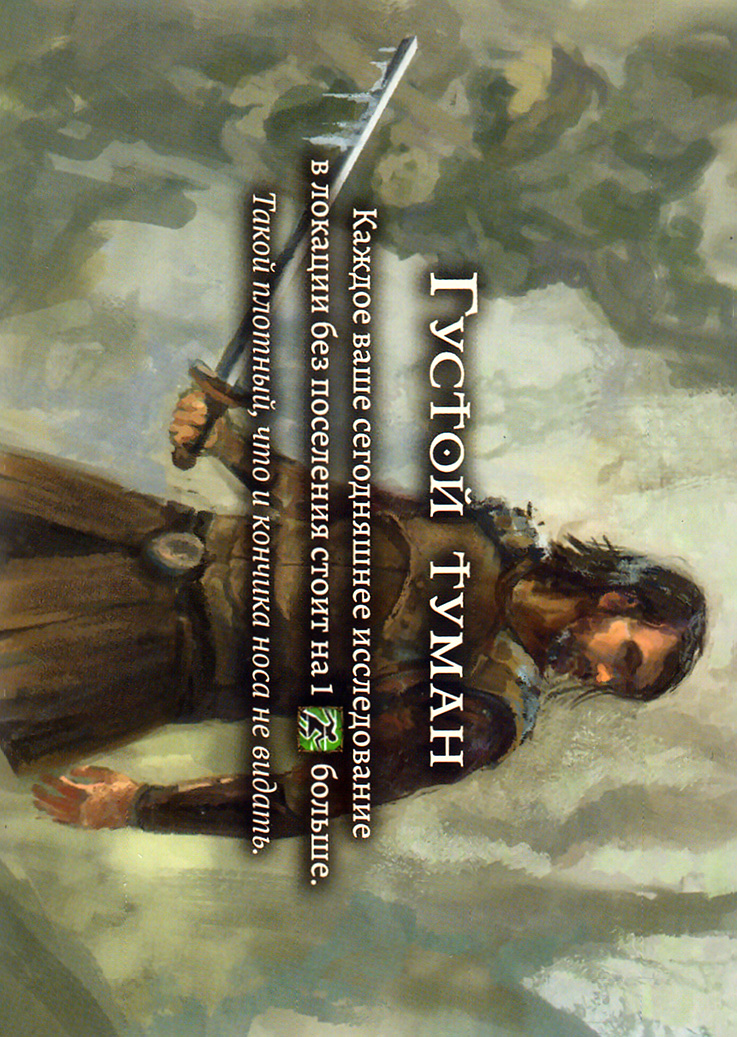 Густой туман
Каждое ваше сегодняшнее исследование
в локации без поселения стоит на 1 больше.
Такой плотный, что и кончика носа не видать.